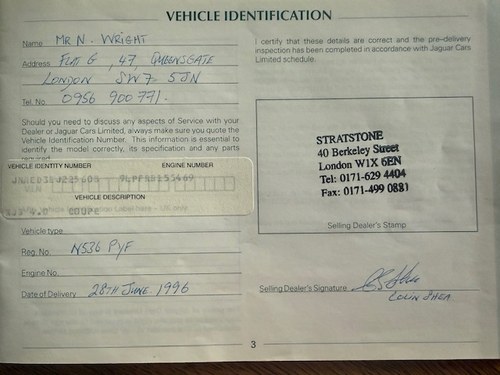 VEHICLE IDENTIFICATION
Name MR N. WRIGHT
Address FLAT G, 47, QUEENSGATE
LONDON SW7 5JN
Tel. No. 0956 900771.
Should you need to discuss any aspects of Service with your
Dealer or Jaguar Cars Limited, always make sure you quote the
Vehicle Identification Number. This information is essential to
identify the model correctly, its specification and any parts
required.
VEHICLE IDENTITY NUMBER ENGINE NUMBER
VEHICLE DESCRIPTION
XJS 4.0 COUPE
Vehicle type
Reg. No. N536 PYF
Engine No.
Date of Delivery 28TH JUNE 1996
I certify that these details are correct and the pre-delivery
inspection has been completed in accordance with Jaguar Cars
Limited schedule.
STRATSTONE
40 Berkeley Street
London W1X 6EN
Tel: 0171-629 4404
Fax: 0171-499 0881
Selling Dealer's Stamp
Selling Dealer's Signature
COLIN SHEA
3